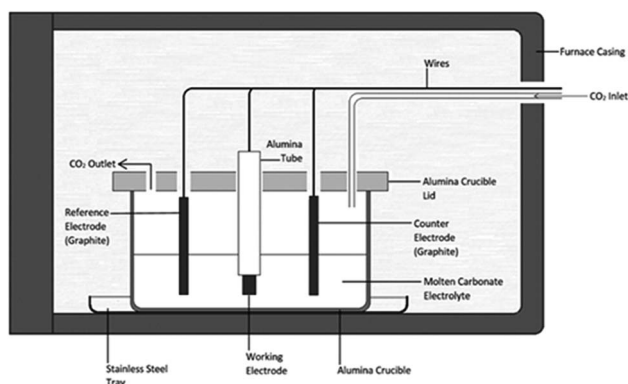 Furnace Casing
Wires
CO₂ Inlet
Alumina
Tube
CO₂ Outlet
Alumina Crucible
Lid
Reference
Electrode
(Graphite)
Counter
Electrode
(Graphite)
Molten Carbonate
Electrolyte
Stainless Steel
Tray
Working
Electrode
Alumina Crucible